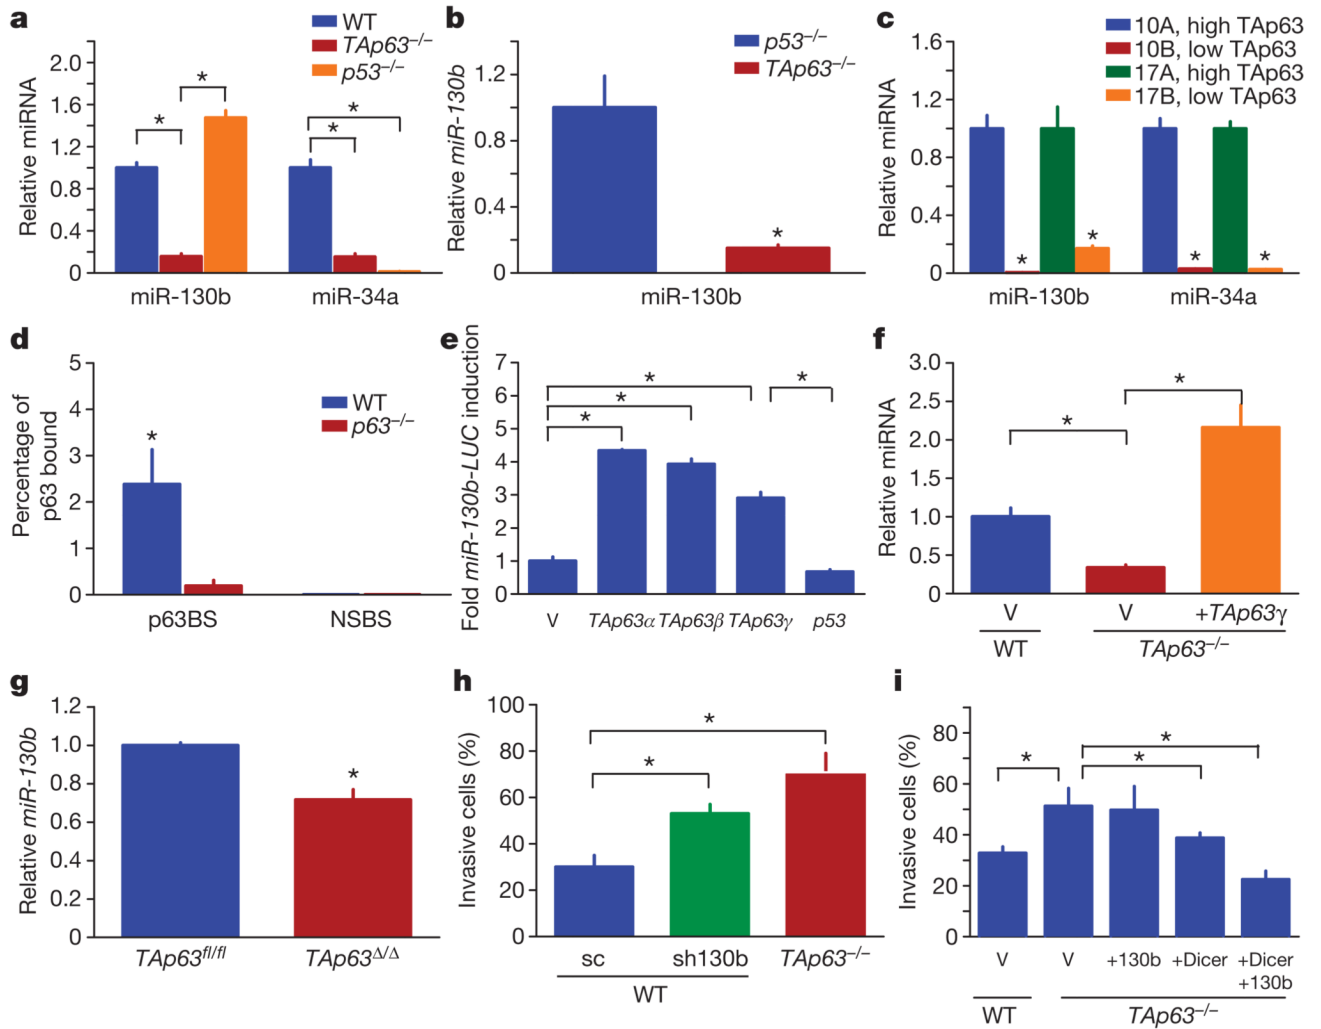 a
WT
TAp63−/−
p53−/−
Relative miRNA
2.0
1.6
1.2
0.8
0.4
0
*
*
*
*
miR-130b
miR-34a
b
p53−/−
TAp63−/−
Relative miR-130b
1.2
0.8
0.4
0
*
miR-130b
c
10A, high TAp63
10B, low TAp63
17A, high TAp63
17B, low TAp63
Relative miRNA
1.6
1.2
0.8
0.4
0
*
*
*
*
miR-130b
miR-34a
d
WT
p63−/−
Percentage of
p63 bound
5
4
3
2
1
0
*
p63BS
NSBS
e
Fold miR-130b-LUC induction
7
6
5
4
3
2
1
0
*
*
*
*
V
TAp63α
TAp63β
TAp63γ
p53
f
Relative miRNA
3.0
2.5
2.0
1.5
1.0
0.5
0
*
*
V
V
+TAp63γ
WT
TAp63−/−
g
Relative miR-130b
1.2
1.0
0.8
0.6
0.4
0.2
0
*
TAp63fl/fl
TAp63Δ/Δ
h
Invasive cells (%)
100
80
60
40
20
0
*
*
sc
sh130b
TAp63−/−
WT
i
Invasive cells (%)
80
60
40
20
0
*
*
*
V
V
+130b
+Dicer
+Dicer
+130b
WT
TAp63−/−